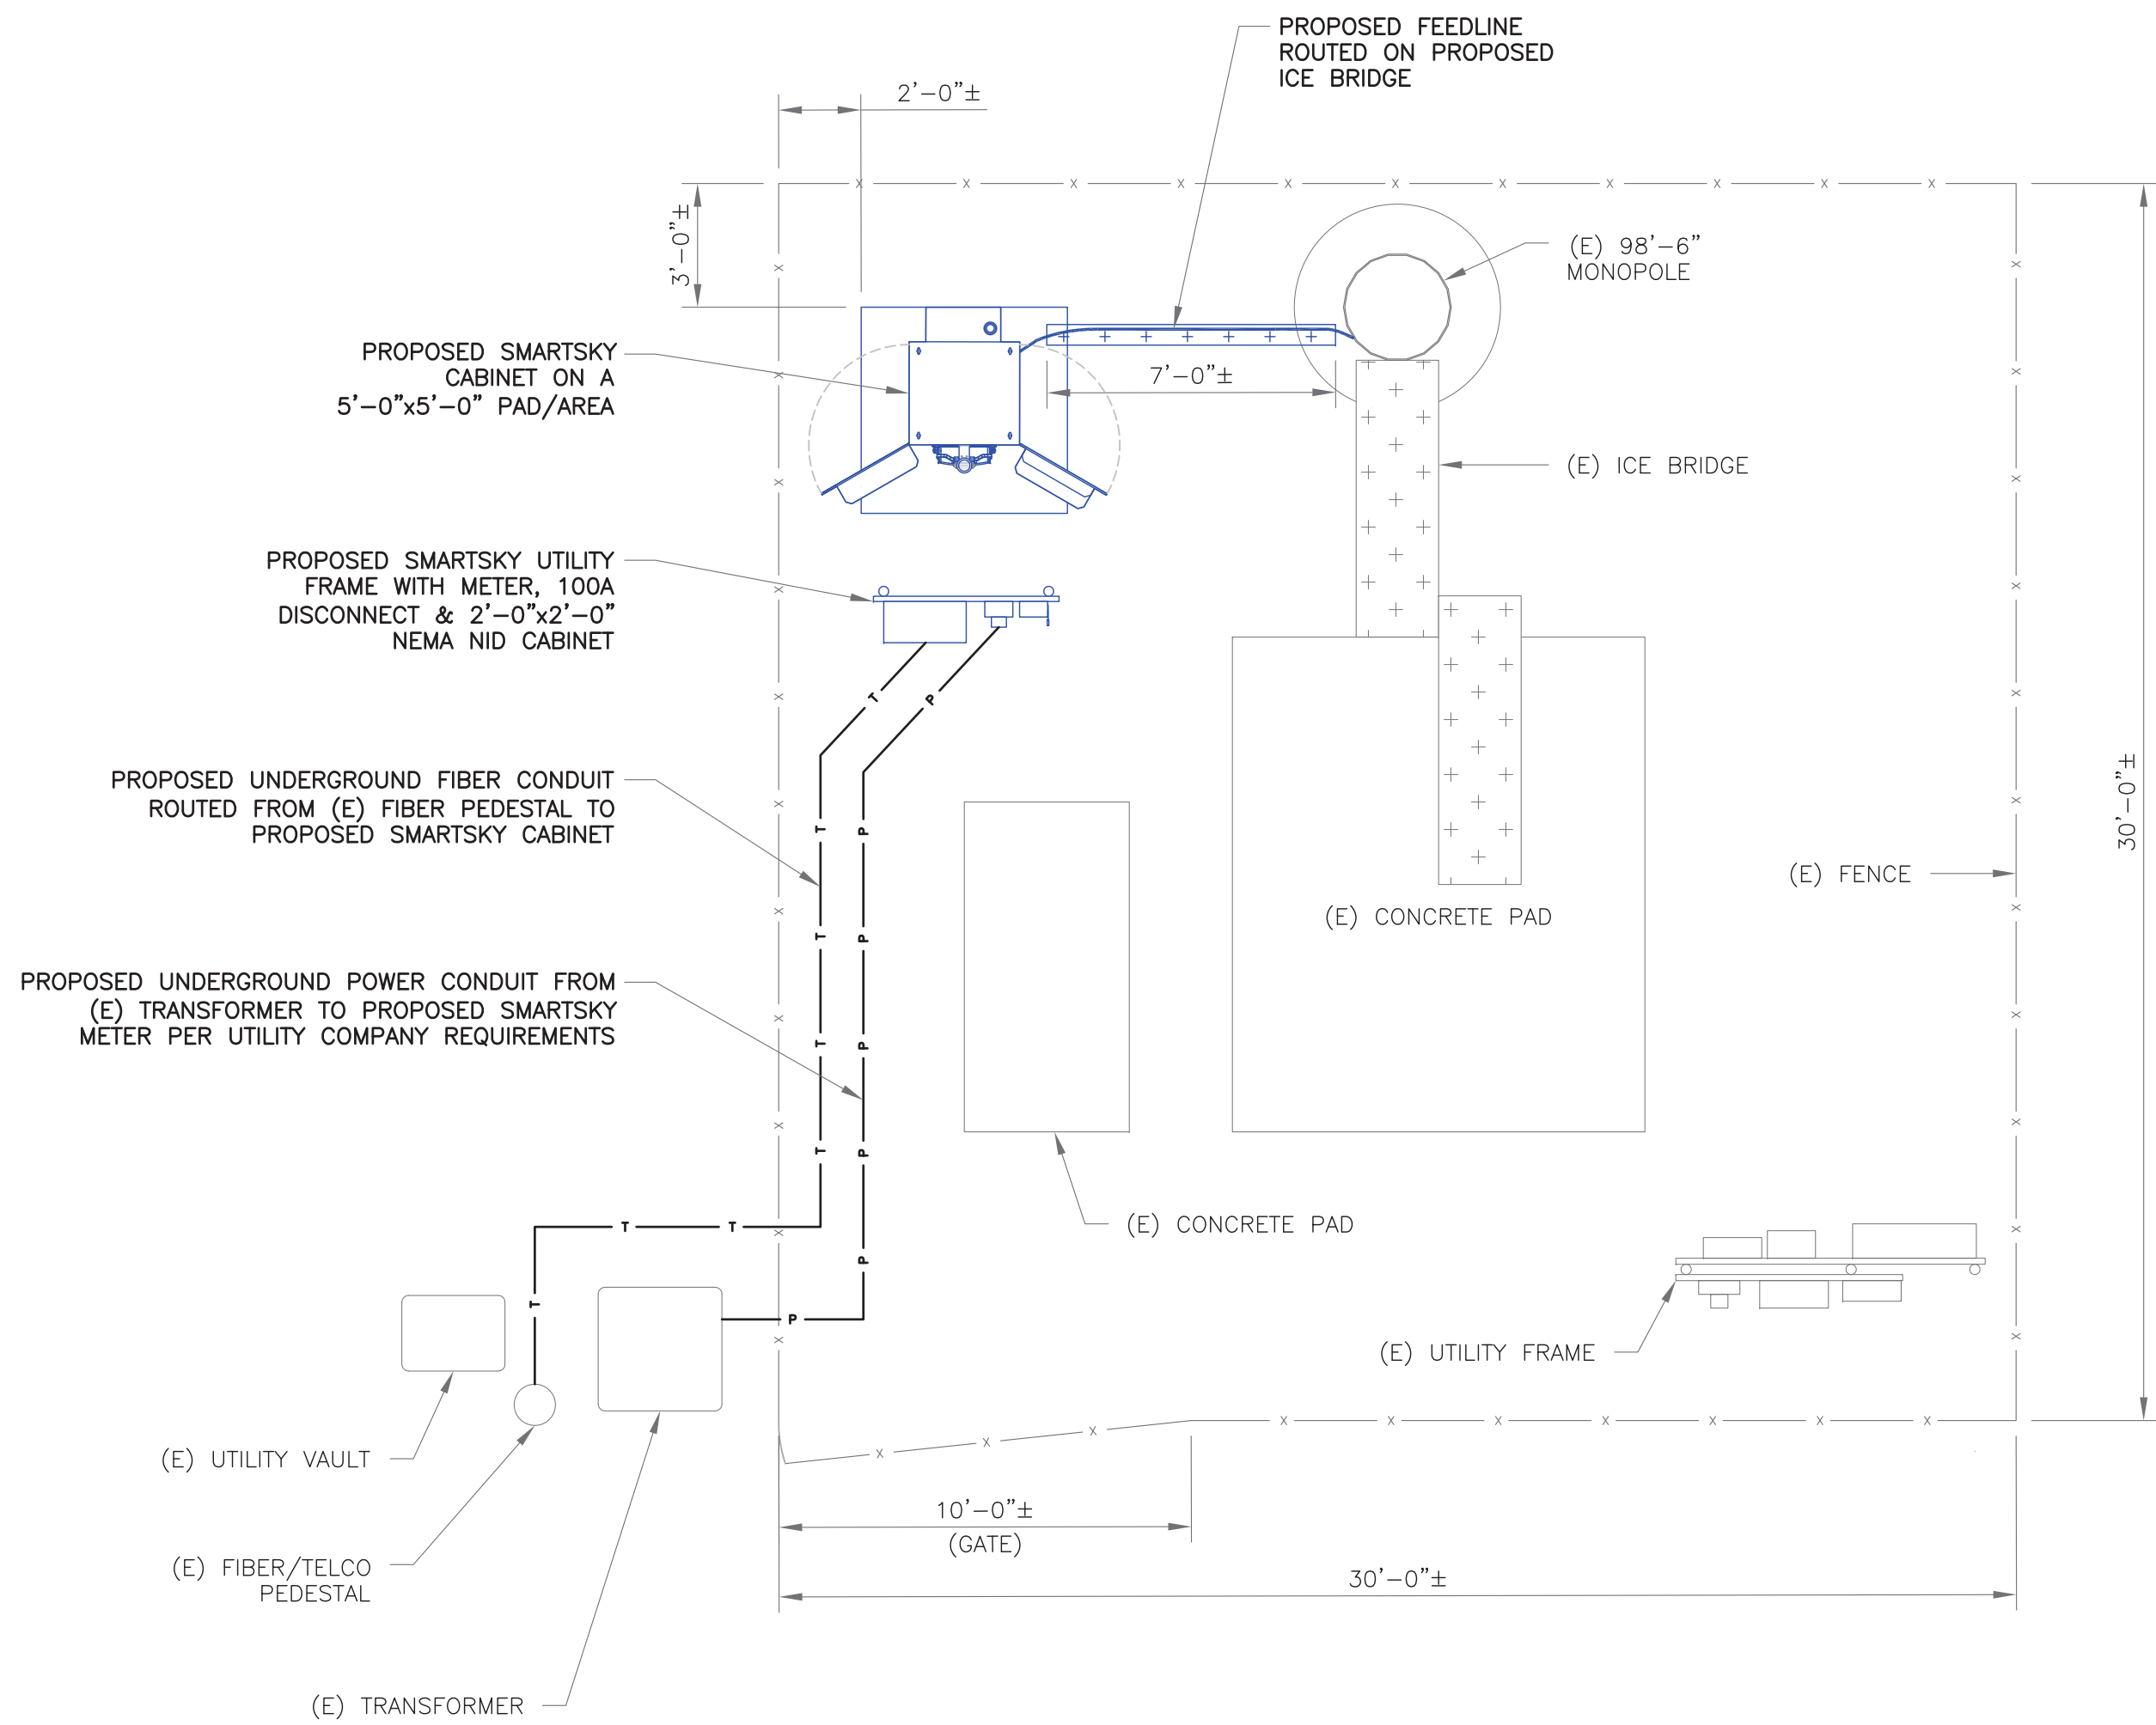 PROPOSED FEEDLINE
ROUTED ON PROPOSED
ICE BRIDGE
2'-0"±
3'-0"±
(E) 98'-6"
MONOPOLE
PROPOSED SMARTSKY
CABINET ON A
5'-0"x5'-0" PAD/AREA
7'-0"±
(E) ICE BRIDGE
PROPOSED SMARTSKY UTILITY
FRAME WITH METER, 100A
DISCONNECT & 2'-0"x2'-0"
NEMA NID CABINET
PROPOSED UNDERGROUND FIBER CONDUIT
ROUTED FROM (E) FIBER PEDESTAL TO
PROPOSED SMARTSKY CABINET
30'-0"±
(E) FENCE
(E) CONCRETE PAD
PROPOSED UNDERGROUND POWER CONDUIT FROM
(E) TRANSFORMER TO PROPOSED SMARTSKY
METER PER UTILITY COMPANY REQUIREMENTS
(E) CONCRETE PAD
(E) UTILITY FRAME
(E) UTILITY VAULT
10'-0"±
(GATE)
(E) FIBER/TELCO
PEDESTAL
30'-0"±
(E) TRANSFORMER
T
P
T
P
T
P
T
P
T
P
T
T
P
T
P